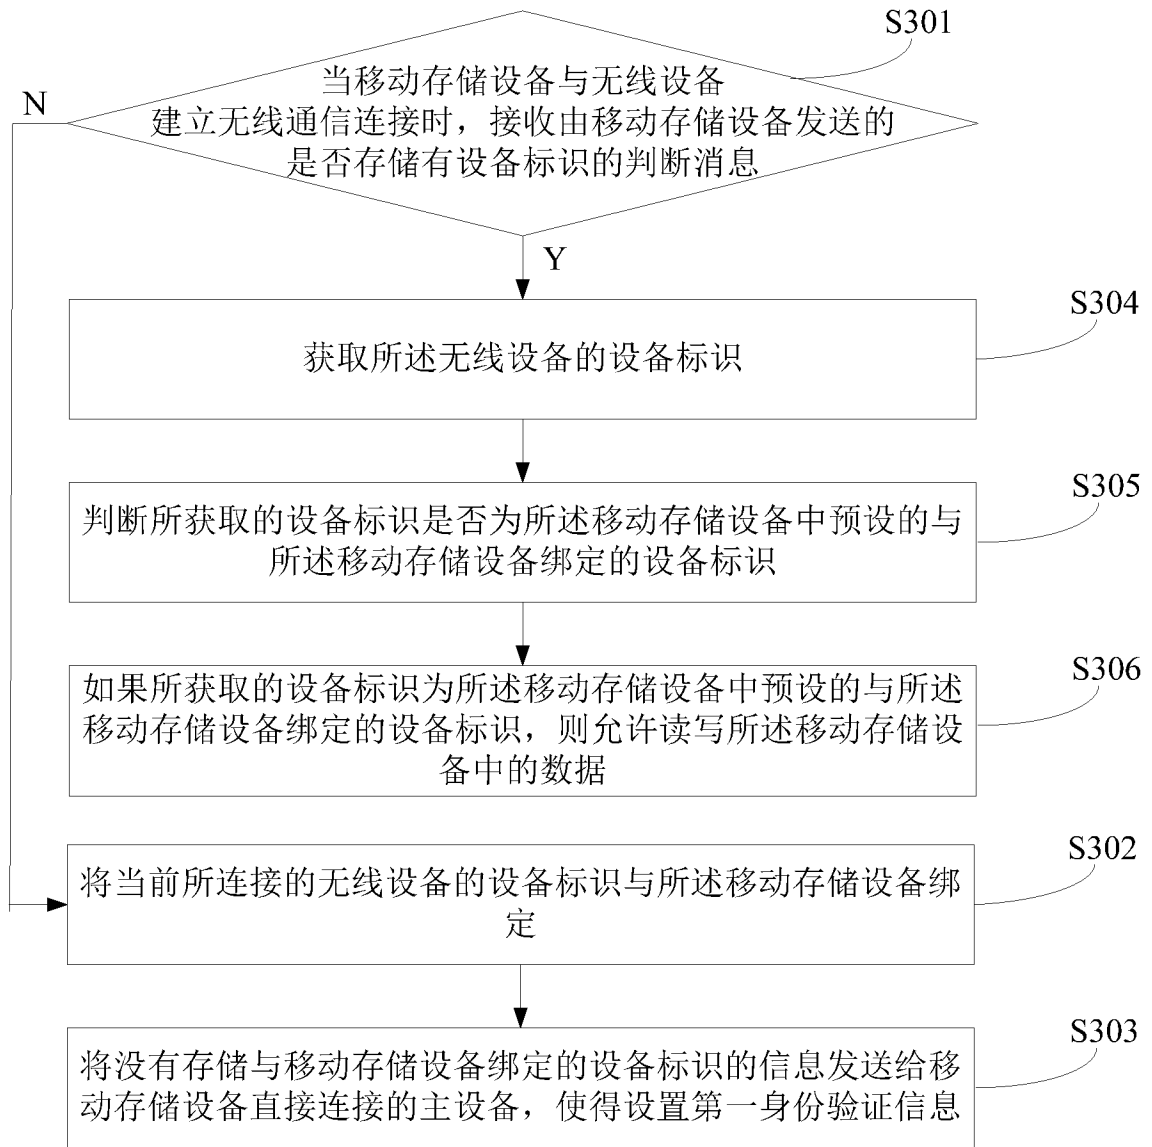 S301
当移动存储设备与无线设备
建立无线通信连接时，接收由移动存储设备发送的
是否存储有设备标识的判断消息
N
Y
S304
获取所述无线设备的设备标识
S305
判断所获取的设备标识是否为所述移动存储设备中预设的与
所述移动存储设备绑定的设备标识
S306
如果所获取的设备标识为所述移动存储设备中预设的与所述
移动存储设备绑定的设备标识，则允许读写所述移动存储设
备中的数据
S302
将当前所连接的无线设备的设备标识与所述移动存储设备绑
定
S303
将没有存储与移动存储设备绑定的设备标识的信息发送给移
动存储设备直接连接的主设备，使得设置第一身份验证信息